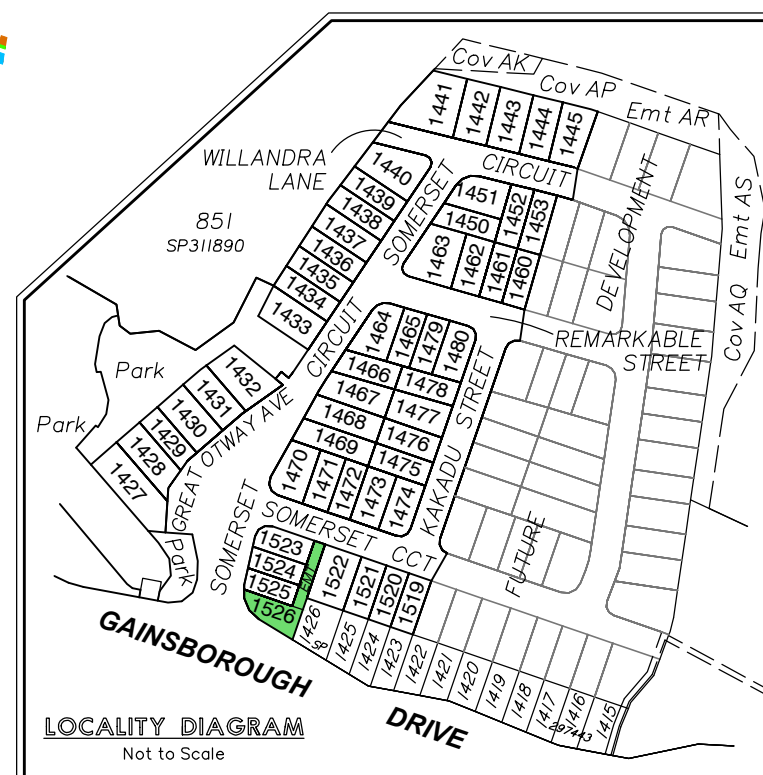 Cov AK
Cov AP
Emt AR
1441
1442
1443
1444
1445
WILLANDRA
LANE
CIRCUIT
1440
1439
1438
1437
1436
1435
1434
1433
SOMERSET
1451
1450
1452
1453
1463
1462
1461
1460
DEVELOPMENT
Emt AS
Cov AQ
851
SP311890
CIRCUIT
1464
1465
1479
1480
REMARKABLE
STREET
Park
1432
1431
1430
1429
1428
1427
Park
GREAT OTWAY AVE
1466
1478
1467
1477
1468
1476
1469
1475
1470
1471
1472
1473
1474
KAKADU STREET
SOMERSET
SOMERSET CCT
Park
1523
1524
1525
1526
EMT
1522
1521
1520
1519
FUTURE
1426
SP
1425
1424
1423
1422
1421
1420
1419
1418
1417
1416
1415
297443
GAINSBOROUGH DRIVE
LOCALITY DIAGRAM
Not to Scale